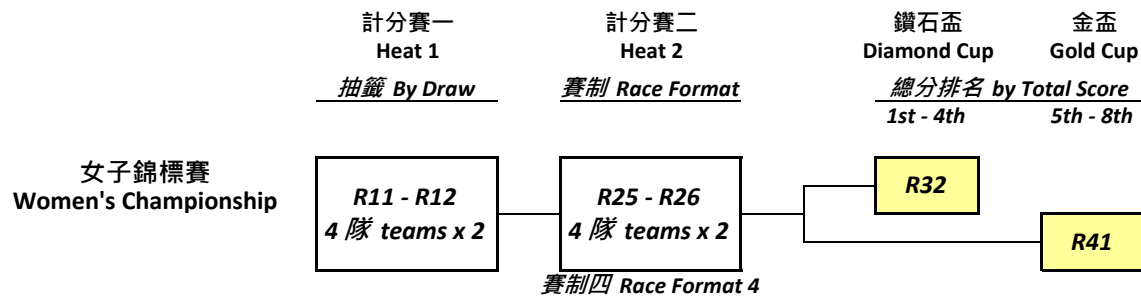 計分賽一 計分賽二 鑽石盃 金盃
Heat 1 Heat 2 Diamond Cup Gold Cup
抽籤 By Draw 賽制 Race Format 總分排名 by Total Score
1st - 4th 5th - 8th
女子錦標賽
Women's Championship
R11 - R12
4 隊 teams x 2
R25 - R26
4 隊 teams x 2
R32
R41
賽制四 Race Format 4